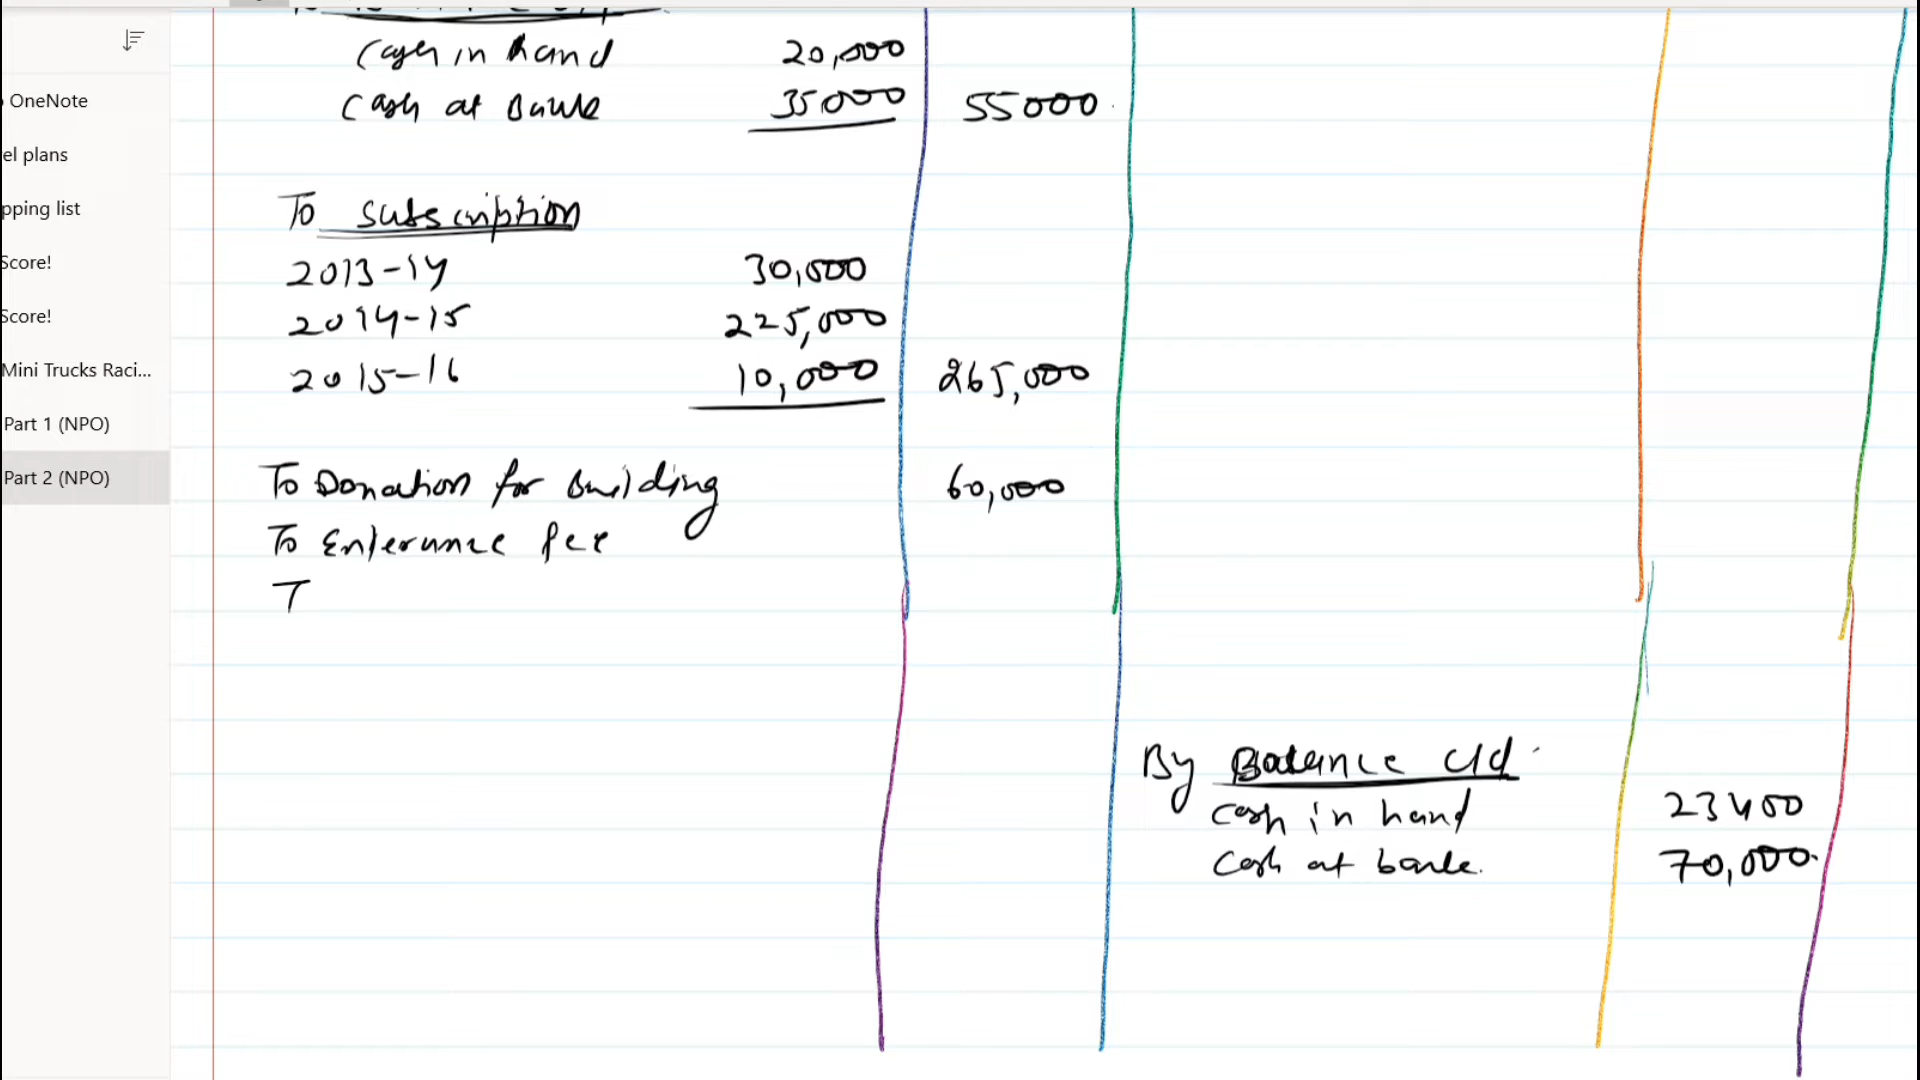 Cash in hand 20,000
Cash at Bank 35000 55000
To Subscription
2013-14 30,000
2014-15 225,000
2015-16 10,000 265,000
To Donation for Building 60,000
To Enterance fee
T
By Balance c/d
Cash in hand 23400
Cash at bank. 70,000.
OneNote
el plans
pping list
Score!
Score!
Mini Trucks Raci...
Part 1 (NPO)
Part 2 (NPO)